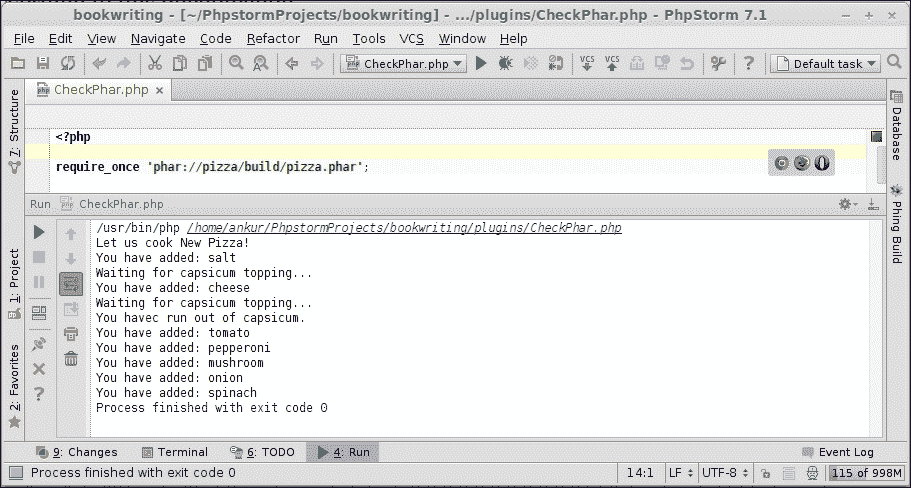 bookwriting - [~/PhpstormProjects/bookwriting] - .../plugins/CheckPhar.php - PhpStorm 7.1
File Edit View Navigate Code Refactor Run Tools VCS Window Help
CheckPhar.php VCS VCS Default task
7: Structure
1: Project
2: Favorites
CheckPhar.php
<?php
require_once 'phar://pizza/build/pizza.phar';
Run CheckPhar.php
/usr/bin/php /home/ankur/PhpstormProjects/bookwriting/plugins/CheckPhar.php
Let us cook New Pizza!
You have added: salt
Waiting for capsicum topping...
You have added: cheese
Waiting for capsicum topping...
You havec run out of capsicum.
You have added: tomato
You have added: pepperoni
You have added: mushroom
You have added: onion
You have added: spinach
Process finished with exit code 0
Database
Phing Build
9: Changes Terminal 6: TODO 4: Run Event Log
Process finished with exit code 0 14:1 LF UTF-8 115 of 998M